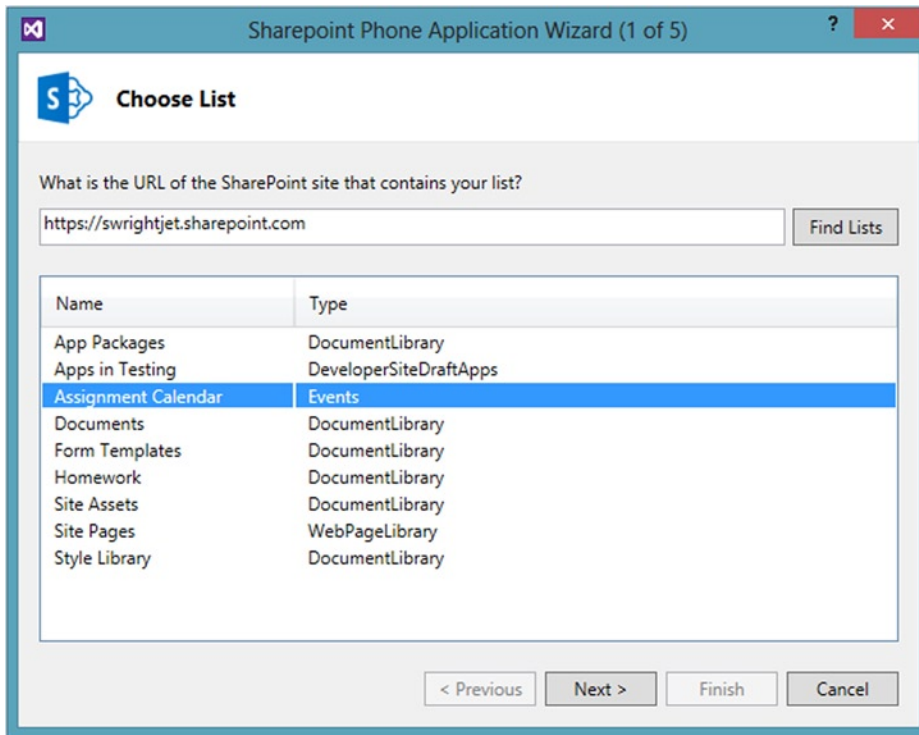 Sharepoint Phone Application Wizard (1 of 5) ?
S
Choose List
What is the URL of the SharePoint site that contains your list?
https://swrightjet.sharepoint.com Find Lists
Name Type
App Packages DocumentLibrary
Apps in Testing DeveloperSiteDraftApps
Assignment Calendar Events
Documents DocumentLibrary
Form Templates DocumentLibrary
Homework DocumentLibrary
Site Assets DocumentLibrary
Site Pages WebPageLibrary
Style Library DocumentLibrary
< Previous Next > Finish Cancel